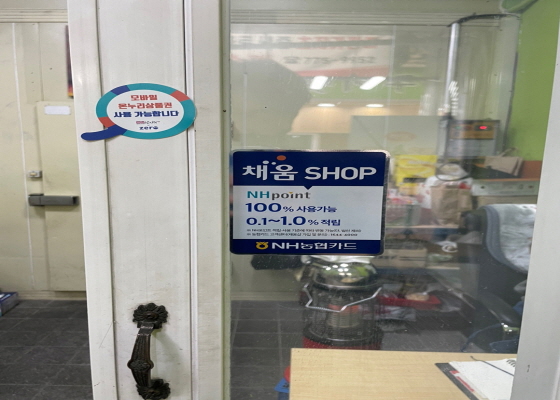 모바일
온누리상품권
사용 가능합니다
채움 SHOP
NHpoint
100% 사용가능
0.1~1.0% 적립
NH농협카드